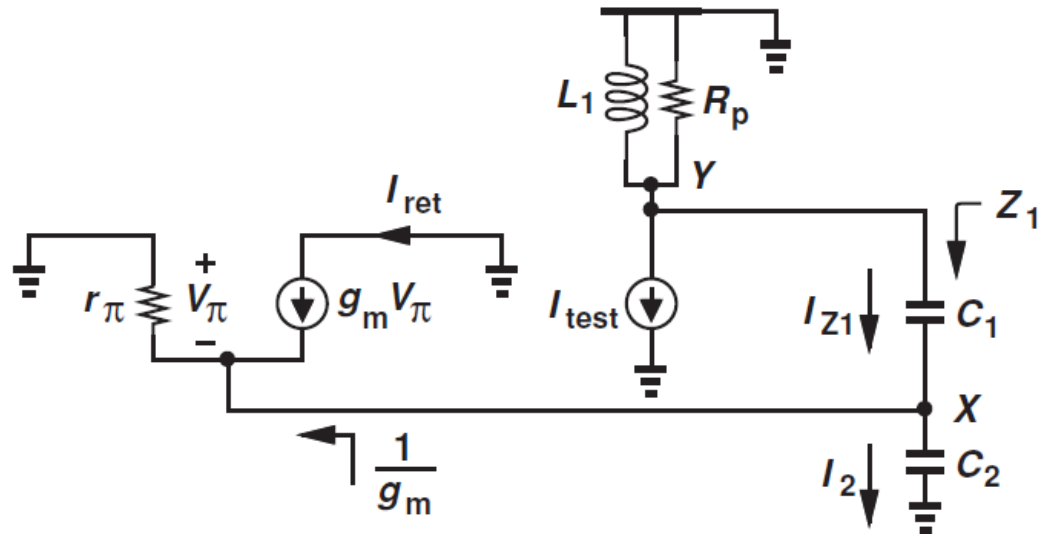 L1
Rp
Y
Iret
Z1
rπ
+
Vπ
−
gmVπ
Itest
IZ1
C1
X
1
gm
I2
C2